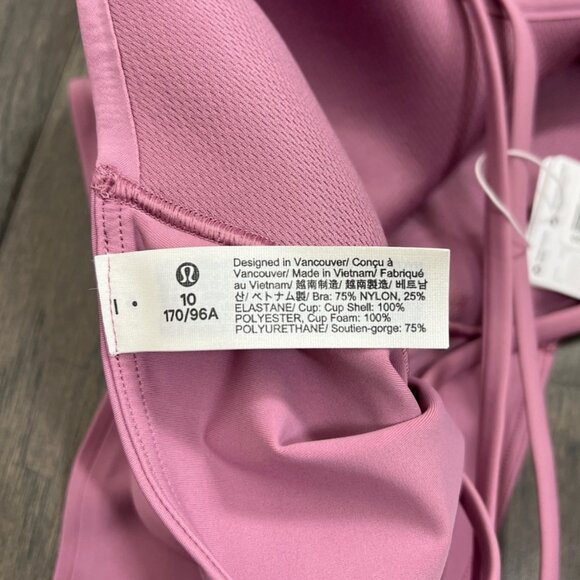 10
170/96A
Designed in Vancouver/ Conçu à
Vancouver/ Made in Vietnam/ Fabriqué
au Vietnam/ 越南制造/ 越南製造/ 베트남
산/ ベトナム製/ Bra: 75% NYLON, 25%
ELASTANE/ Cup: Cup Shell: 100%
POLYESTER, Cup Foam: 100%
POLYURETHANE/ Soutien-gorge: 75%